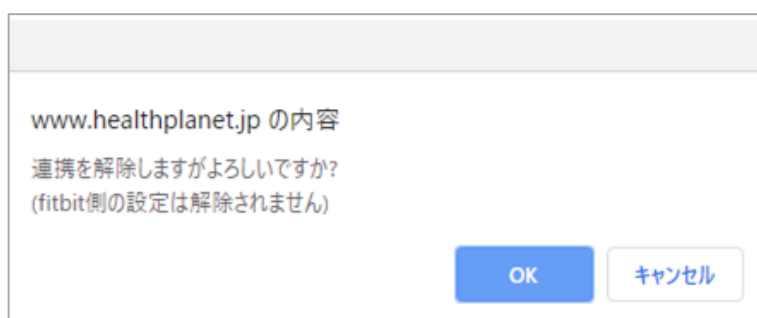 www.healthplanet.jp の内容
連携を解除しますがよろしいですか?
(fitbit側の設定は解除されません)
OK
キャンセル